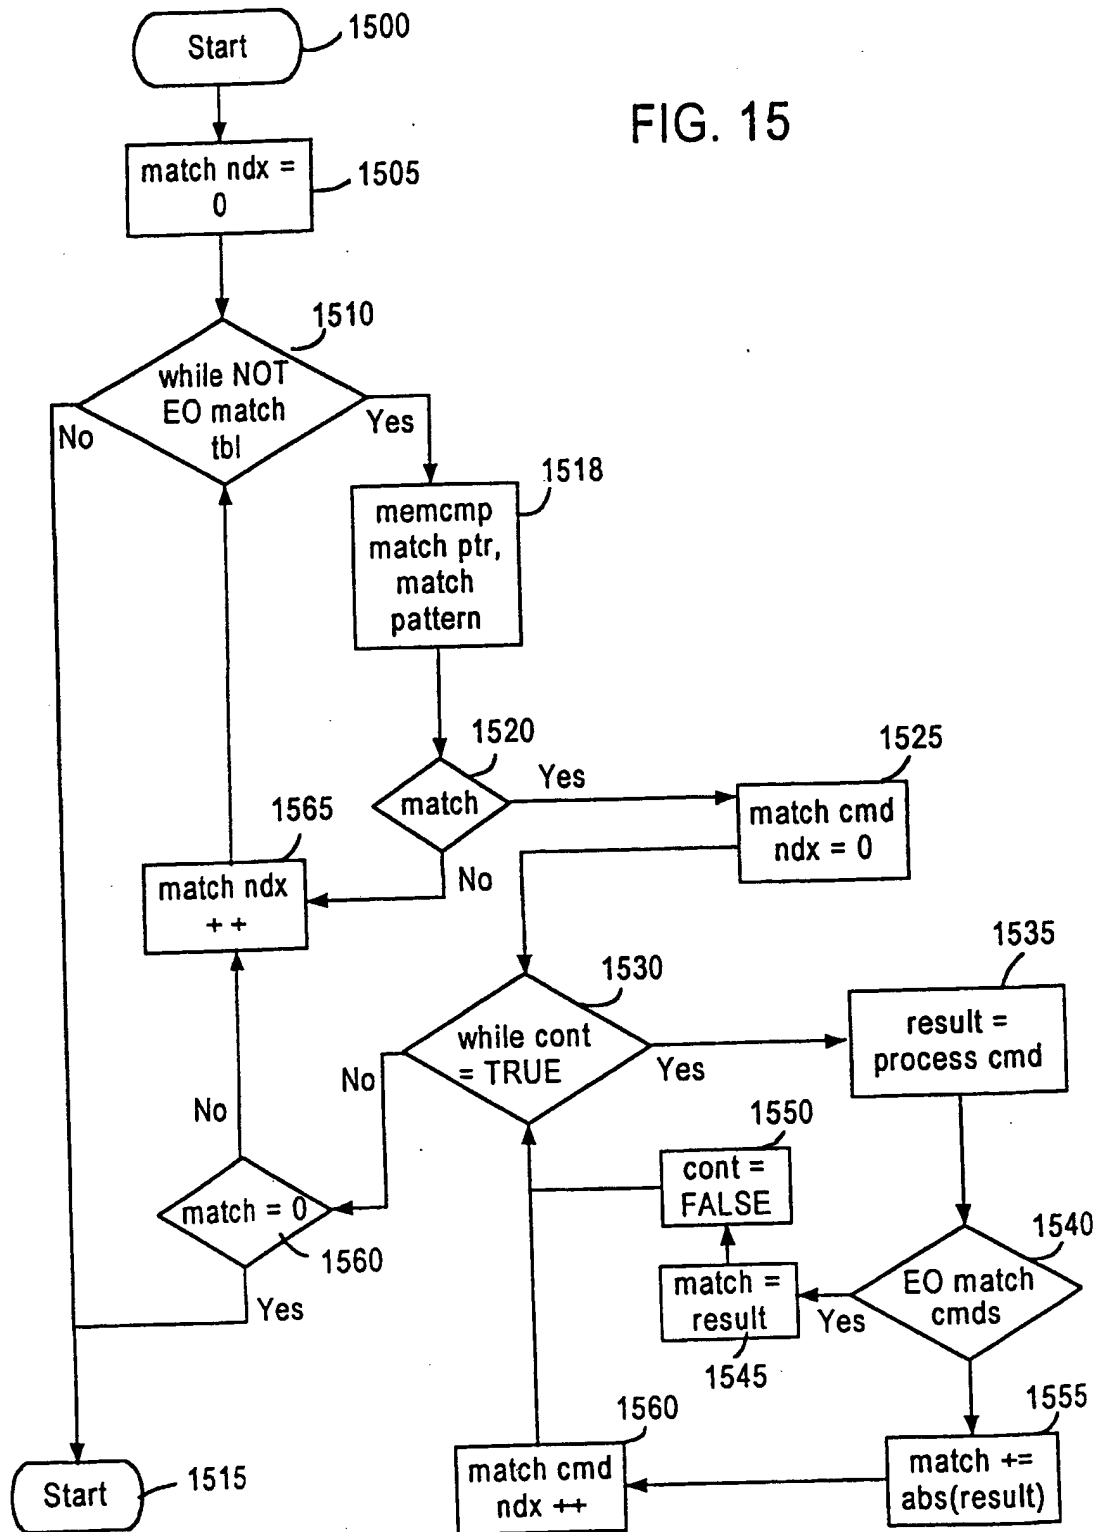 Start
1500
FIG. 15
match ndx =
0
1505
1510
while NOT
EO match
tbl
No
Yes
1518
memcmp
match ptr,
match
pattern
1520
match
Yes
No
1525
match cmd
ndx = 0
1565
match ndx
++
1530
while cont
= TRUE
No
Yes
1535
result =
process cmd
No
1550
cont =
FALSE
match = 0
1560
Yes
match =
result
1545
1540
EO match
cmds
Yes
1560
match cmd
ndx ++
1555
match +=
abs(result)
Start
1515